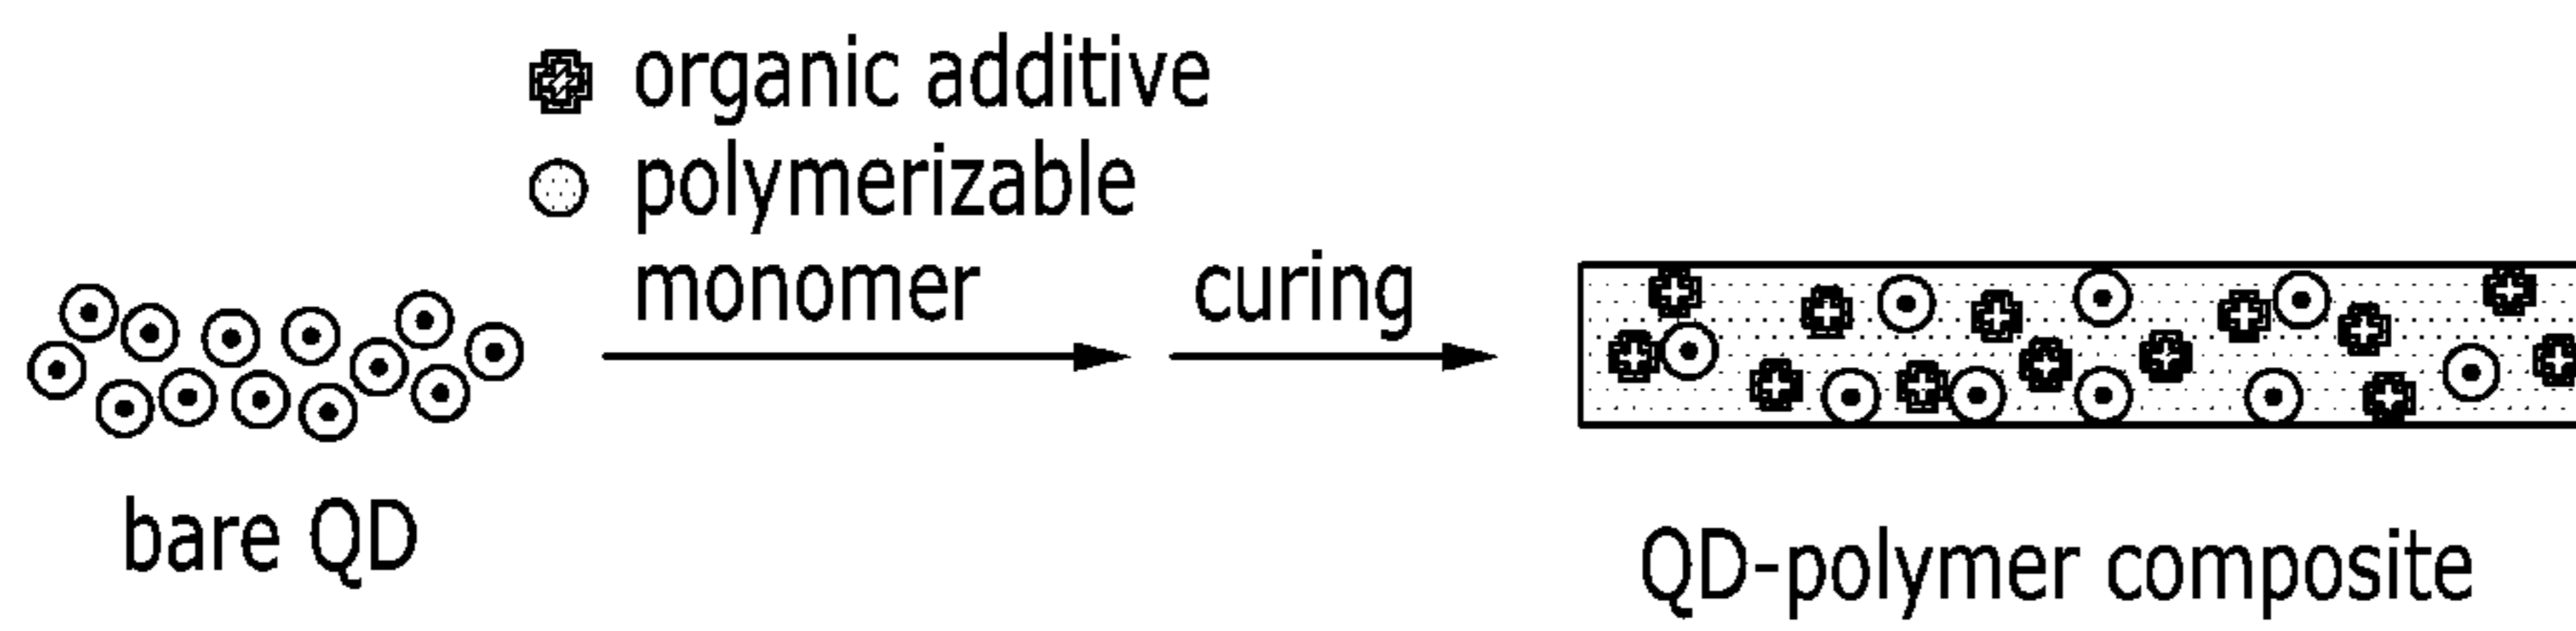 organic additive
polymerizable
monomer
curing
bare QD
QD-polymer composite